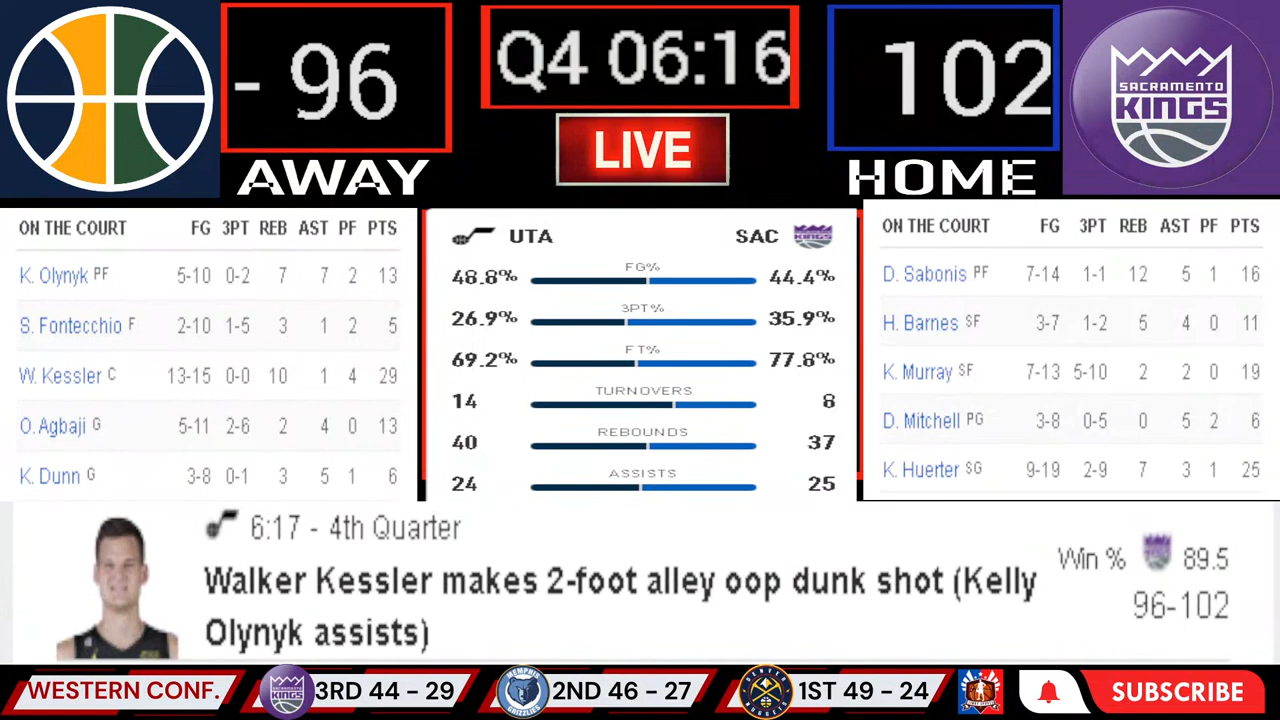 - 96
Q4 06:16
102
SACRAMENTO
KINGS
LIVE
AWAY
HOME
ON THE COURT FG 3PT REB AST PF PTS
K. Olynyk PF 5-10 0-2 7 7 2 13
S. Fontecchio F 2-10 1-5 3 1 2 5
W. Kessler C 13-15 0-0 10 1 4 29
O. Agbaji G 5-11 2-6 2 4 0 13
K. Dunn G 3-8 0-1 3 5 1 6
UTA SAC KINGS
FG%
48.8% 44.4%
3PT%
26.9% 35.9%
FT%
69.2% 77.8%
TURNOVERS
14 8
REBOUNDS
40 37
ASSISTS
24 25
ON THE COURT FG 3PT REB AST PF PTS
D. Sabonis PF 7-14 1-1 12 5 1 16
H. Barnes SF 3-7 1-2 5 4 0 11
K. Murray SF 7-13 5-10 2 2 0 19
D. Mitchell PG 3-8 0-5 0 5 2 6
K. Huerter SG 9-19 2-9 7 3 1 25
6:17 - 4th Quarter
Walker Kessler makes 2-foot alley oop dunk shot (Kelly
Olynyk assists)
Win % 89.5
96-102
WESTERN CONF. KINGS 3RD 44 - 29 MEMPHIS GRIZZLIES 2ND 46 - 27 DENVER NUGGETS 1ST 49 - 24 SUBSCRIBE